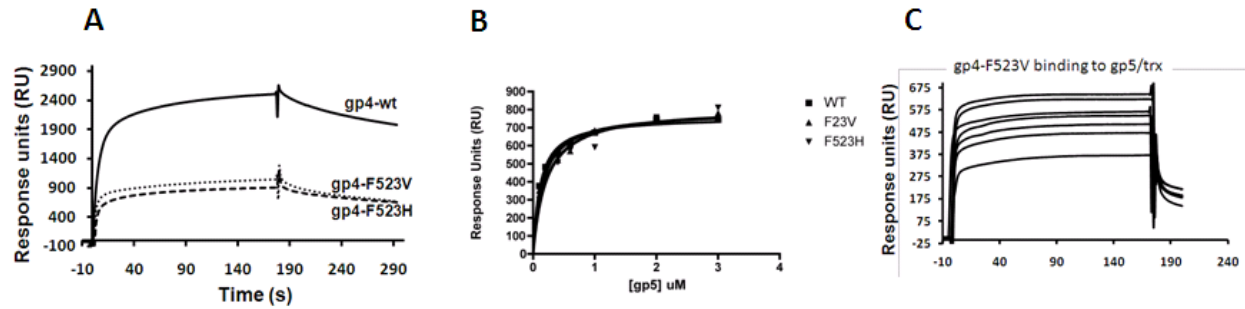 A
Response units (RU)
2900
2400
1900
1400
900
400
-100
gp4-wt
gp4-F523V
gp4-F523H
-10
40
90
140
190
240
290
Time (s)
B
Response Units (RU)
900
800
700
600
500
400
300
200
100
0
0
1
2
3
4
[gp5] uM
WT
F23V
F523H
C
gp4-F523V binding to gp5/trx
Response units (RU)
675
575
475
375
275
175
75
-25
-10
40
90
140
190
240